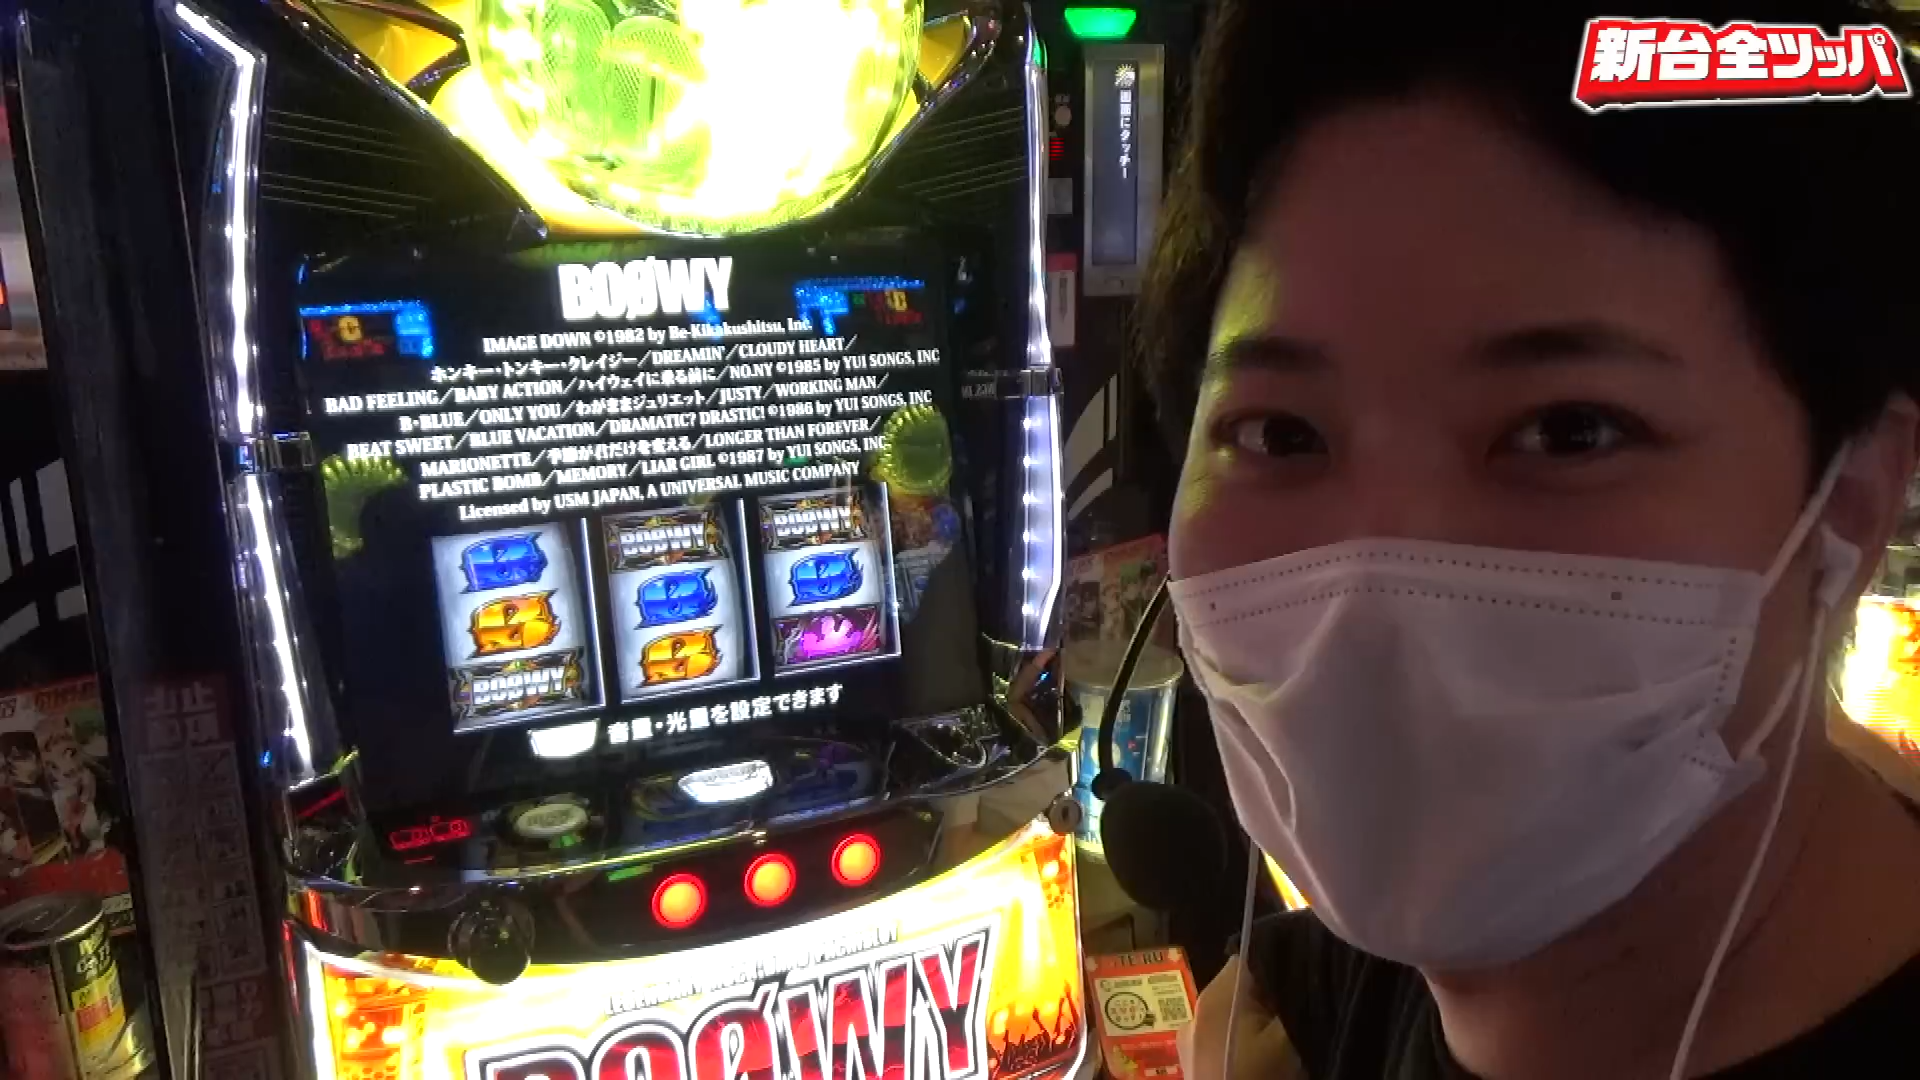 新台全ツッパ
画面にタッチ
BOØWY
IMAGE DOWN ©1982 by Be-Kikakushitsu, Inc.
ホンキー・トンキー・クレイジー／DREAMIN'／CLOUDY HEART／
BAD FEELING／BABY ACTION／ハイウェイに乗る前に／NO.NY ©1985 by YUI SONGS, INC
B・BLUE／ONLY YOU／わがままジュリエット／JUSTY／WORKING MAN／
BEAT SWEET／BLUE VACATION／DRAMATIC? DRASTIC! ©1986 by YUI SONGS, INC
MARIONETTE／季節が君だけを変える／LONGER THAN FOREVER／
PLASTIC BOMB／MEMORY／LIAR GIRL ©1987 by YUI SONGS, INC
Licensed by USM JAPAN, A UNIVERSAL MUSIC COMPANY
BOØWY
BOØWY
BOØWY
音量・光量を設定できます
BOØWY